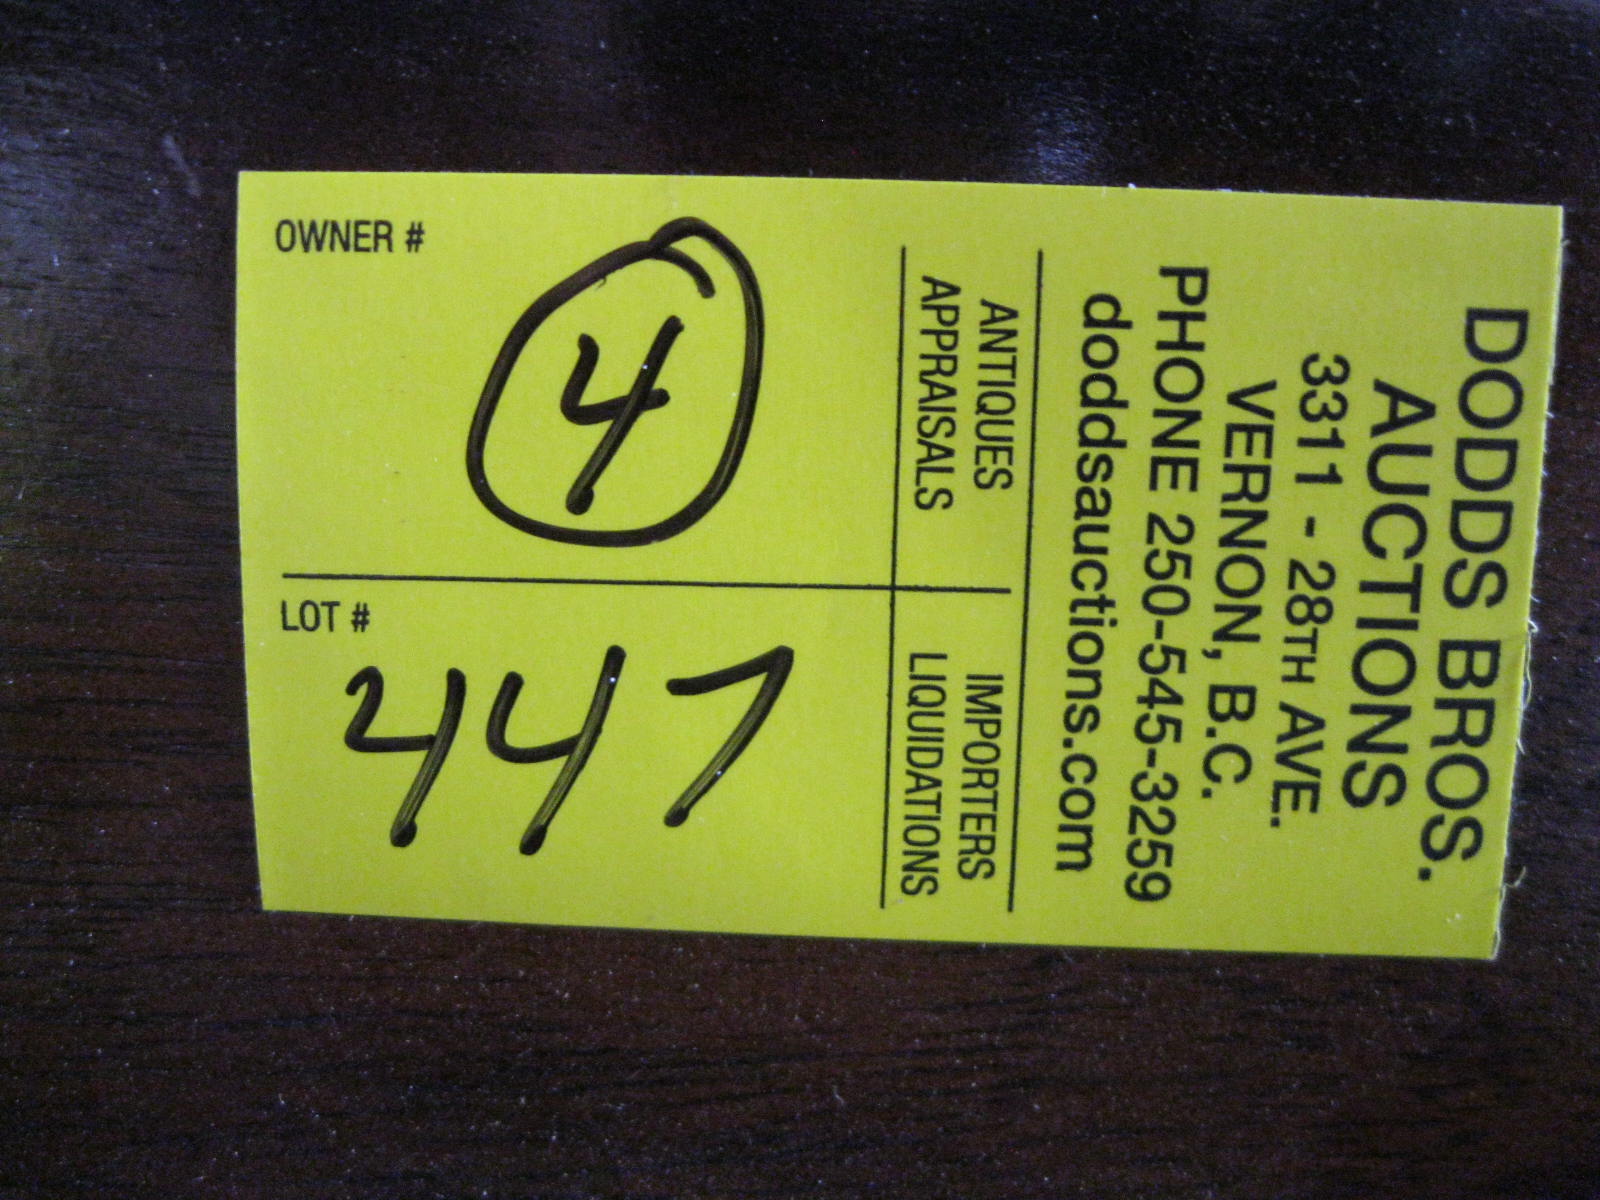 DODDS BROS.
AUCTIONS
3311 - 28TH AVE.
VERNON, B.C.
PHONE 250-545-3259
doddsauctions.com
ANTIQUES
APPRAISALS
IMPORTERS
LIQUIDATIONS
OWNER #
4
LOT #
447